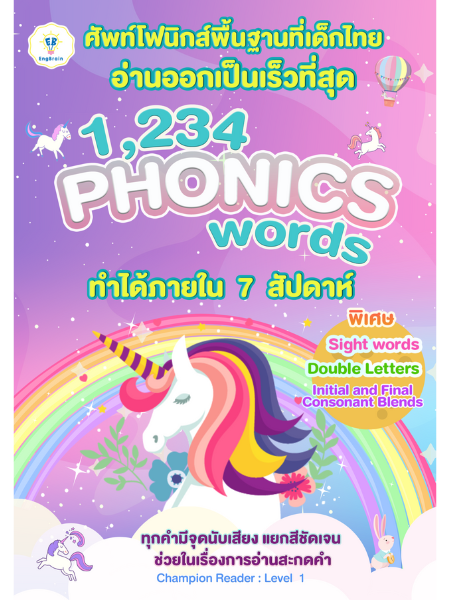 EB
EngBrain
ศัพท์โฟนิกส์พื้นฐานที่เด็กไทย
อ่านออกเป็นเร็วที่สุด
1,234
PHONICS
words
ทำได้ภายใน 7 สัปดาห์
พิเศษ
Sight words
Double Letters
Initial and Final
Consonant Blends
ทุกคำมีจุดนับเสียง แยกสีชัดเจน
ช่วยในเรื่องการอ่านสะกดคำ
Champion Reader : Level 1